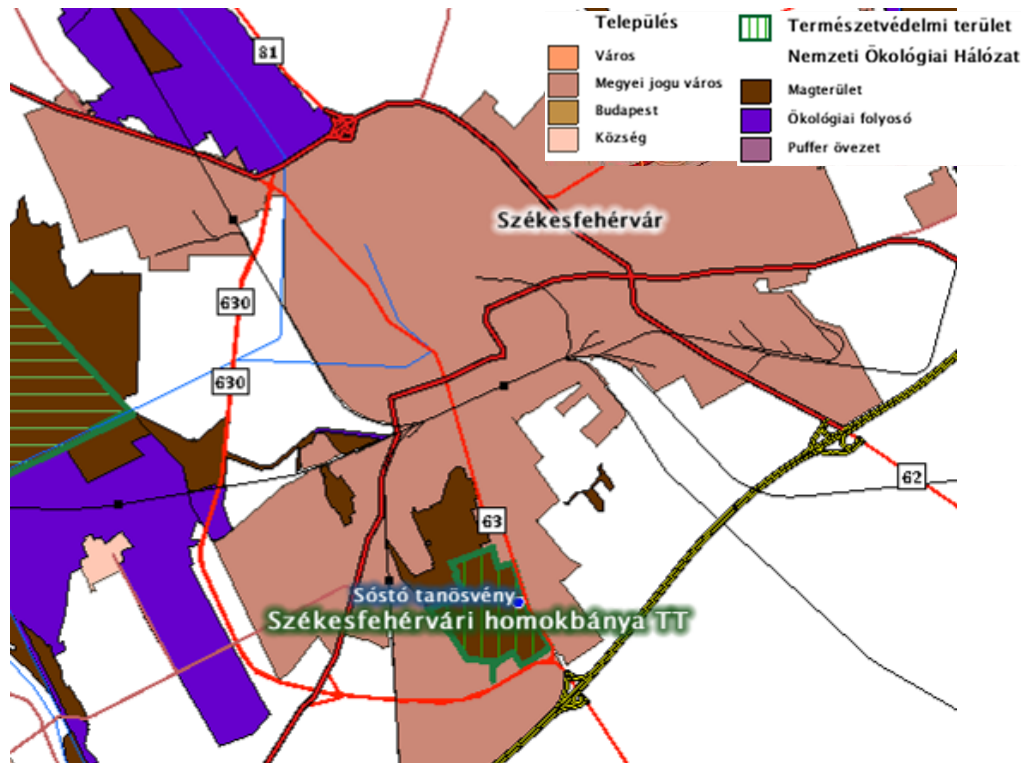 Település
Város
Megyei jogu város
Budapest
Község
Természetvédelmi terület
Nemzeti Ökológiai Hálózat
Magterület
Ökológiai folyosó
Puffer övezet
81
Székesfehérvár
630
630
62
63
Sóstó tanösvény
Székesfehérvári homokbánya TT